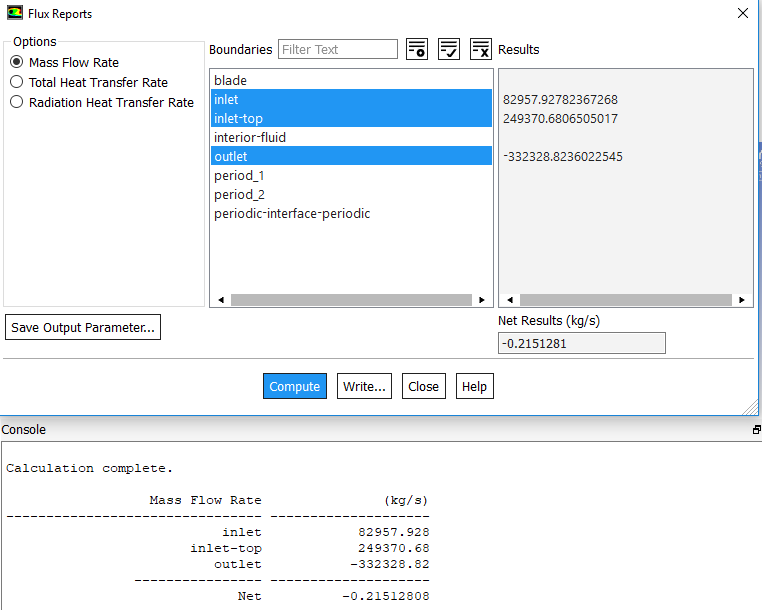 Flux Reports
Options
Mass Flow Rate
Total Heat Transfer Rate
Radiation Heat Transfer Rate
Boundaries Filter Text
Results
blade
inlet
inlet-top
interior-fluid
outlet
period_1
period_2
periodic-interface-periodic
82957.92782367268
249370.6806505017
-332328.8236022545
Save Output Parameter...
Net Results (kg/s)
-0.2151281
Compute Write... Close Help
Console
Calculation complete.
Mass Flow Rate (kg/s)
-------------------------------- --------------------
inlet 82957.928
inlet-top 249370.68
outlet -332328.82
---------------- --------------------
Net -0.21512808